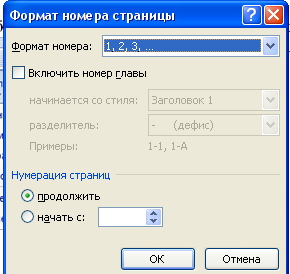 Формат номера страницы
Формат номера: 1, 2, 3, ...
Включить номер главы
начинается со стиля: Заголовок 1
разделитель: - (дефис)
Примеры: 1-1, 1-A
Нумерация страниц
продолжить
начать с:
ОК Отмена